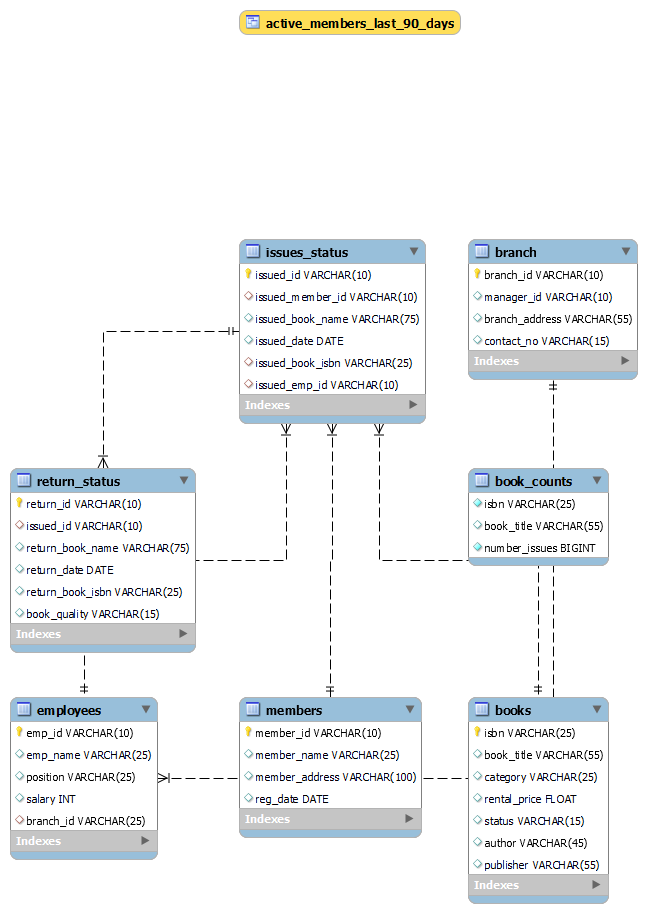 active_members_last_90_days
issues_status
issued_id VARCHAR(10)
issued_member_id VARCHAR(10)
issued_book_name VARCHAR(75)
issued_date DATE
issued_book_isbn VARCHAR(25)
issued_emp_id VARCHAR(10)
Indexes
branch
branch_id VARCHAR(10)
manager_id VARCHAR(10)
branch_address VARCHAR(55)
contact_no VARCHAR(15)
Indexes
return_status
return_id VARCHAR(10)
issued_id VARCHAR(10)
return_book_name VARCHAR(75)
return_date DATE
return_book_isbn VARCHAR(25)
book_quality VARCHAR(15)
Indexes
book_counts
isbn VARCHAR(25)
book_title VARCHAR(55)
number_issues BIGINT
employees
emp_id VARCHAR(10)
emp_name VARCHAR(25)
position VARCHAR(25)
salary INT
branch_id VARCHAR(25)
Indexes
members
member_id VARCHAR(10)
member_name VARCHAR(25)
member_address VARCHAR(100)
reg_date DATE
Indexes
books
isbn VARCHAR(25)
book_title VARCHAR(55)
category VARCHAR(25)
rental_price FLOAT
status VARCHAR(15)
author VARCHAR(45)
publisher VARCHAR(55)
Indexes